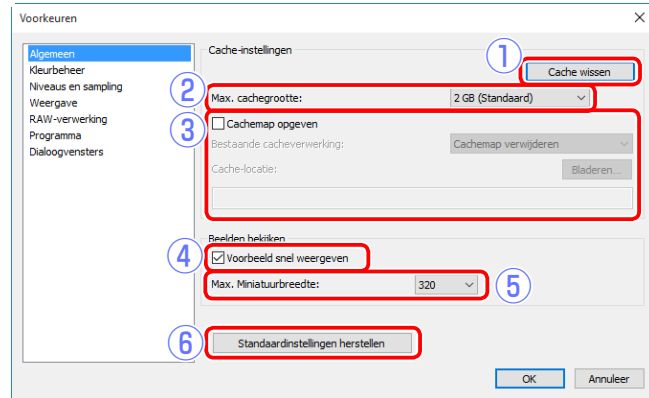 Voorkeuren
Algemeen
Kleurbeheer
Niveaus en sampling
Weergave
RAW-verwerking
Programma
Dialoogvensters
Cache-instellingen
① Cache wissen
② Max. cachegrootte: 2 GB (Standaard)
③ Cachemap opgeven
Bestaande cacheverwerking: Cachemap verwijderen
Cache-locatie: Bladeren...
Beelden bekijken
④ Voorbeeld snel weergeven
Max. Miniatuurbreedte: 320 ⑤
⑥ Standaardinstellingen herstellen
OK Annuleer